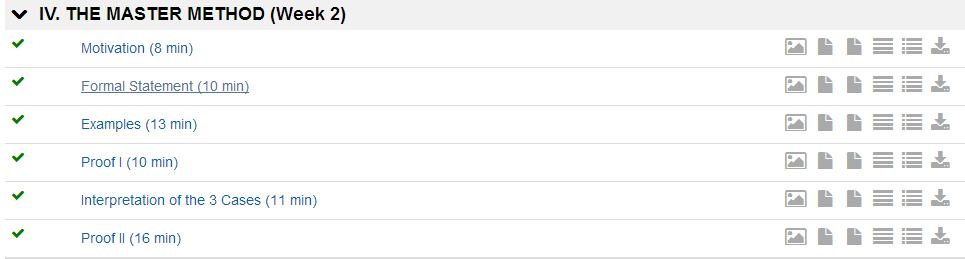 IV. THE MASTER METHOD (Week 2)
Motivation (8 min)
Formal Statement (10 min)
Examples (13 min)
Proof I (10 min)
Interpretation of the 3 Cases (11 min)
Proof II (16 min)